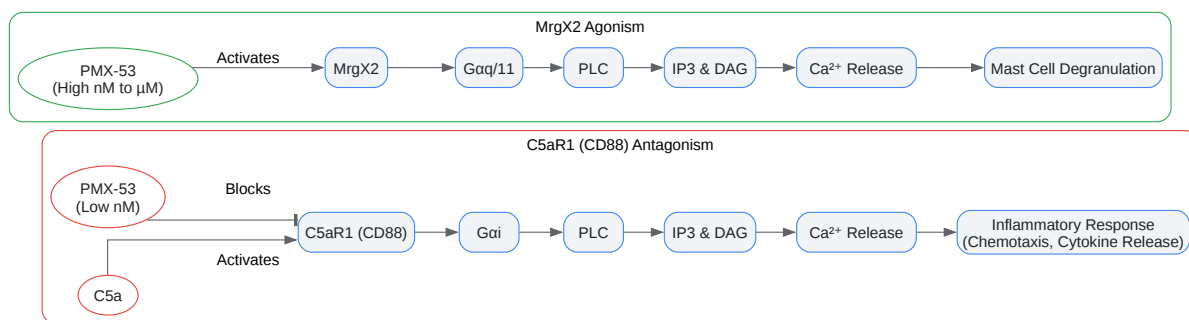 MrgX2 Agonism
PMX-53
(High nM to µM)
Activates
MrgX2
Gαq/11
PLC
IP3 & DAG
Ca²⁺ Release
Mast Cell Degranulation
C5aR1 (CD88) Antagonism
PMX-53
(Low nM)
Blocks
C5aR1 (CD88)
Gαi
PLC
IP3 & DAG
Ca²⁺ Release
Inflammatory Response
(Chemotaxis, Cytokine Release)
Activates
C5a